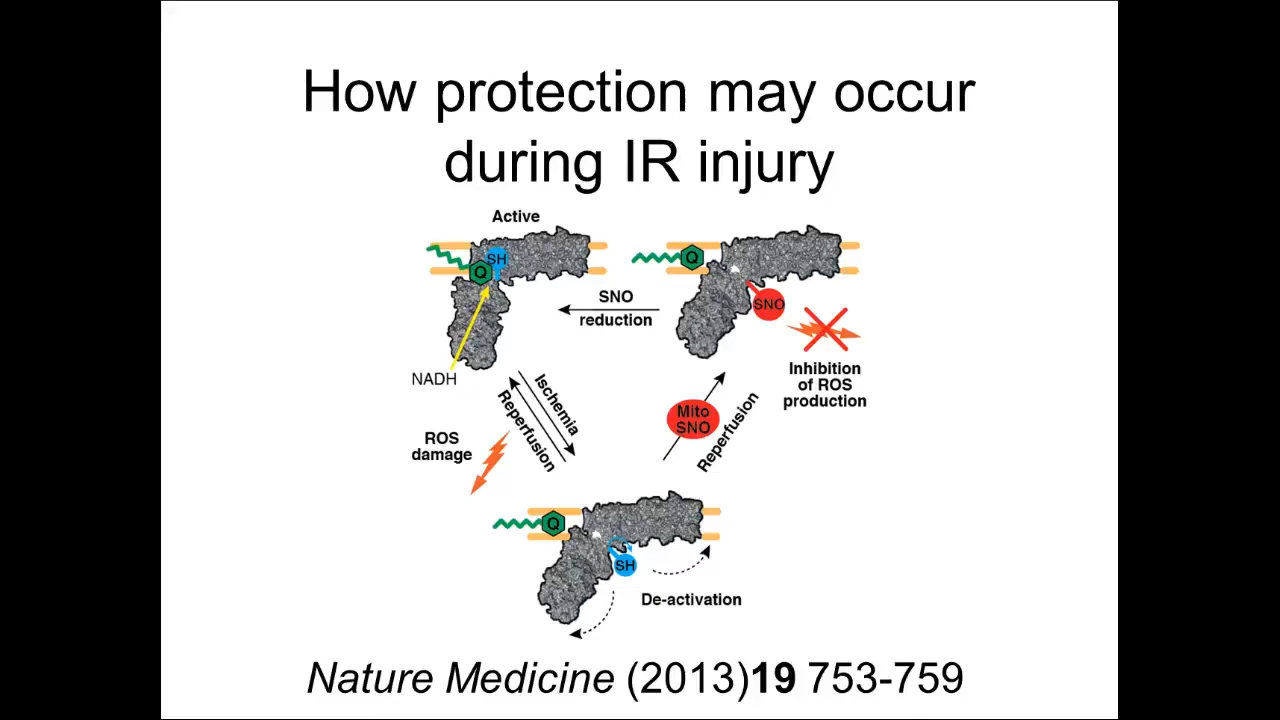 How protection may occur
during IR injury
Active
SH
Q
Q
SNO
SNO
reduction
NADH
Inhibition
of ROS
production
Ischemia
Reperfusion
Mito
SNO
Reperfusion
ROS
damage
Q
SH
De-activation
Nature Medicine (2013)19 753-759